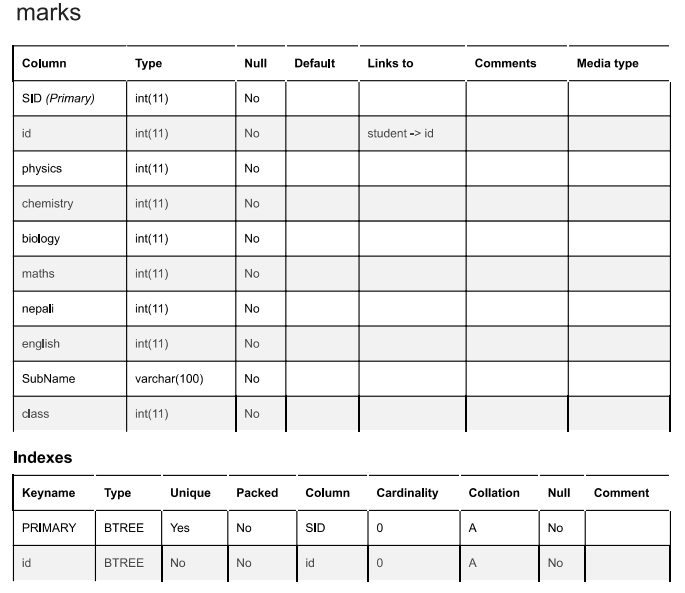 marks
Column Type Null Default Links to Comments Media type
SID (Primary) int(11) No
id int(11) No student -> id
physics int(11) No
chemistry int(11) No
biology int(11) No
maths int(11) No
nepali int(11) No
english int(11) No
SubName varchar(100) No
class int(11) No
Indexes
Keyname Type Unique Packed Column Cardinality Collation Null Comment
PRIMARY BTREE Yes No SID 0 A No
id BTREE No No id 0 A No